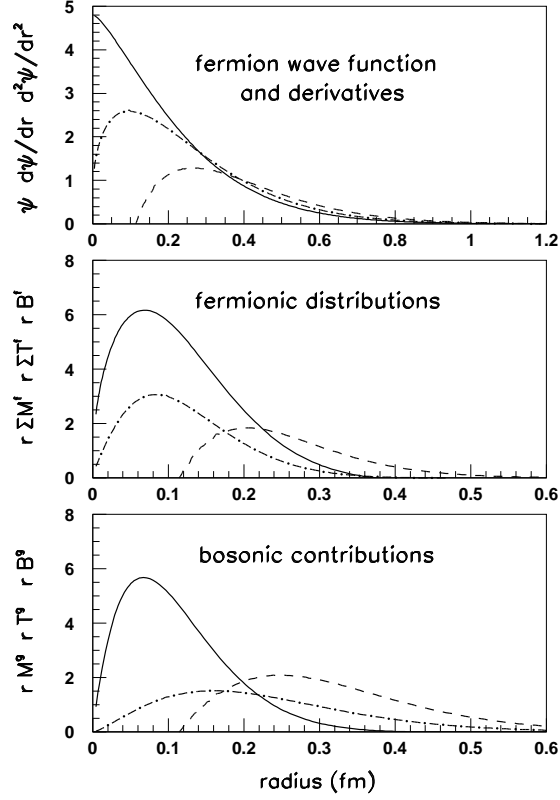 ψ dψ/dr d²ψ/dr²
5
4
3
2
1
0
fermion wave function
and derivatives
0 0.2 0.4 0.6 0.8 1 1.2
r ΣMᶠ r ΣTᶠ r Bᶠ
8
6
4
2
0
fermionic distributions
0 0.1 0.2 0.3 0.4 0.5 0.6
r Mᵍ r Tᵍ r Bᵍ
8
6
4
2
0
bosonic contributions
0 0.1 0.2 0.3 0.4 0.5 0.6
radius (fm)